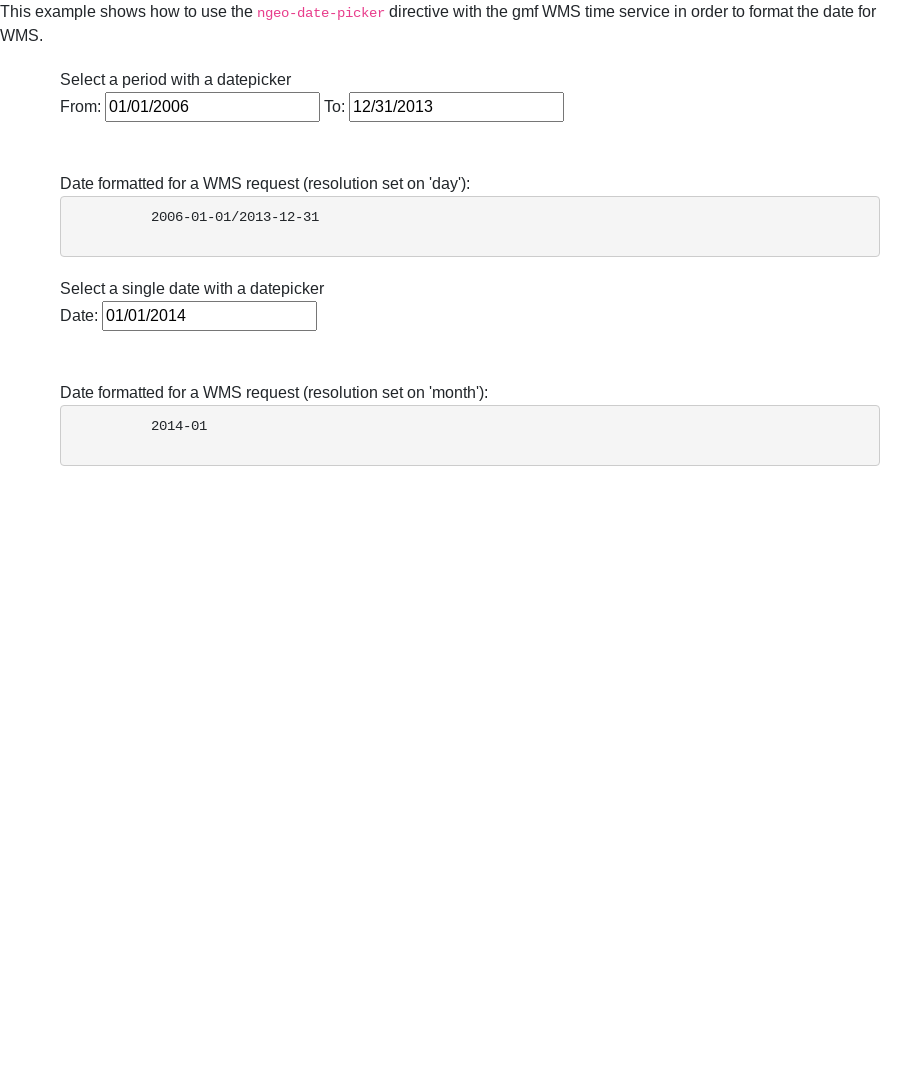 This example shows how to use the ngeo-date-picker directive with the gmf WMS time service in order to format the date for
WMS.
Select a period with a datepicker
From: 01/01/2006 To: 12/31/2013
Date formatted for a WMS request (resolution set on 'day'):
2006-01-01/2013-12-31
Select a single date with a datepicker
Date: 01/01/2014
Date formatted for a WMS request (resolution set on 'month'):
2014-01